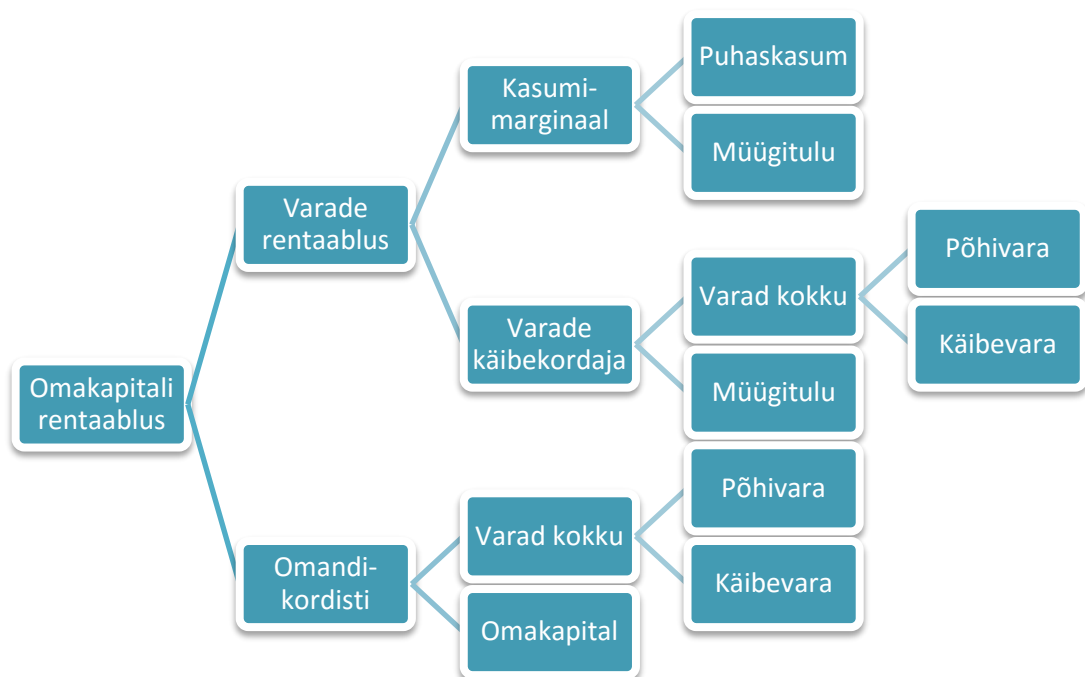 Omakapitali
rentaablus
Varade
rentaablus
Kasumi-
marginaal
Puhaskasum
Müügitulu
Varade
käibekordaja
Varad kokku
Põhivara
Käibevara
Müügitulu
Omandi-
kordisti
Varad kokku
Põhivara
Käibevara
Omakapital